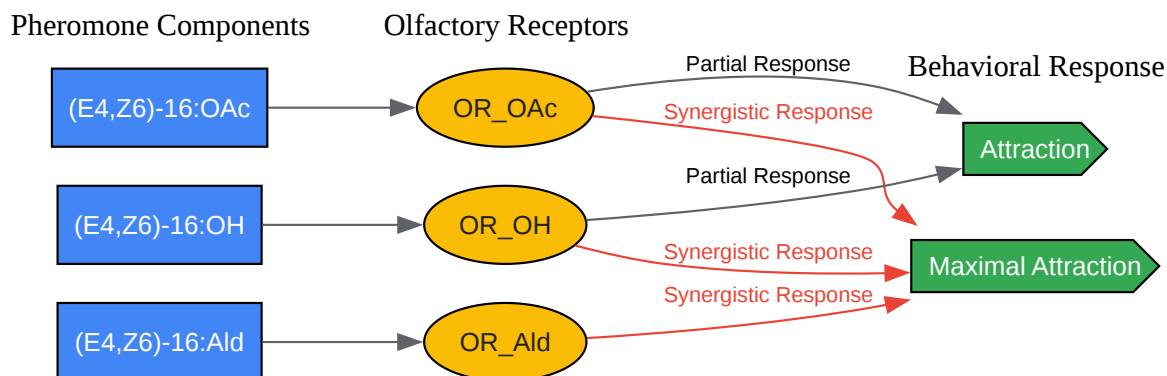 Pheromone Components
Olfactory Receptors
Behavioral Response
(E4,Z6)-16:OAc
OR_OAc
Partial Response
Synergistic Response
Attraction
(E4,Z6)-16:OH
OR_OH
Partial Response
Synergistic Response
Maximal Attraction
(E4,Z6)-16:Ald
OR_Ald
Synergistic Response